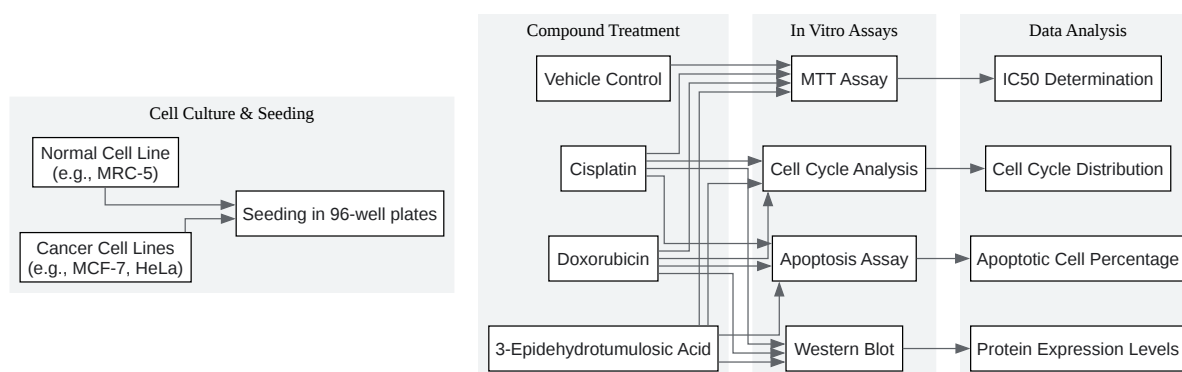 Cell Culture & Seeding
Normal Cell Line
(e.g., MRC-5)
Cancer Cell Lines
(e.g., MCF-7, HeLa)
Seeding in 96-well plates
Compound Treatment
Vehicle Control
Cisplatin
Doxorubicin
3-Epidehydrotumulosic Acid
In Vitro Assays
MTT Assay
Cell Cycle Analysis
Apoptosis Assay
Western Blot
Data Analysis
IC50 Determination
Cell Cycle Distribution
Apoptotic Cell Percentage
Protein Expression Levels